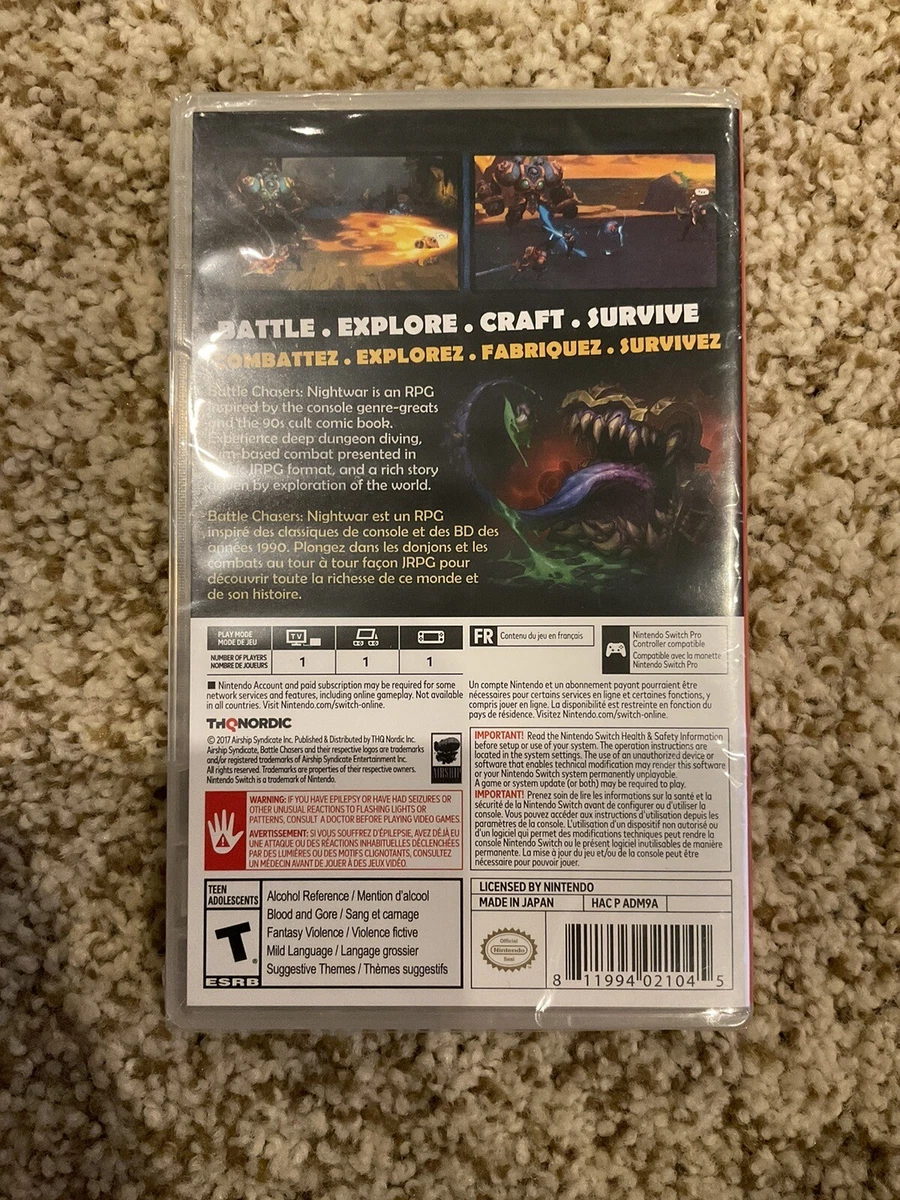 BATTLE . EXPLORE . CRAFT . SURVIVE
COMBATTEZ . EXPLOREZ . FABRIQUEZ . SURVIVEZ
Battle Chasers: Nightwar is an RPG
inspired by the console genre-greats
and the 90s cult comic book.
Experience deep dungeon diving,
turn-based combat presented in
classic JRPG format, and a rich story
driven by exploration of the world.
Battle Chasers: Nightwar est un RPG
inspiré des classiques de console et des BD des
années 1990. Plongez dans les donjons et les
combats au tour à tour façon JRPG pour
découvrir toute la richesse de ce monde et
de son histoire.
PLAY MODE
MODE DE JEU
TV
NUMBER OF PLAYERS
NOMBRE DE JOUEURS
1 1 1
FR Contenu du jeu en français
Nintendo Switch Pro
Controller compatible
Compatible avec la manette
Nintendo Switch Pro
■ Nintendo Account and paid subscription may be required for some
network services and features, including online gameplay. Not available
in all countries. Visit Nintendo.com/switch-online.
Un compte Nintendo et un abonnement payant pourraient être
nécessaires pour certains services en ligne et certaines fonctions, y
compris jouer en ligne. La disponibilité est restreinte en fonction du
pays de résidence. Visitez Nintendo.com/switch-online.
THQNORDIC
© 2017 Airship Syndicate Inc. Published & Distributed by THQ Nordic Inc.
Airship Syndicate, Battle Chasers and their respective logos are trademarks
and/or registered trademarks of Airship Syndicate Entertainment Inc.
All rights reserved. Trademarks are properties of their respective owners.
Nintendo Switch is a trademark of Nintendo.
AIRSHIP
WARNING: IF YOU HAVE EPILEPSY OR HAVE HAD SEIZURES OR
OTHER UNUSUAL REACTIONS TO FLASHING LIGHTS OR
PATTERNS, CONSULT A DOCTOR BEFORE PLAYING VIDEO GAMES.
AVERTISSEMENT: SI VOUS SOUFFREZ D'ÉPILEPSIE, AVEZ DÉJÀ EU
UNE ATTAQUE OU DES RÉACTIONS INHABITUELLES DÉCLENCHÉES
PAR DES LUMIÈRES OU DES MOTIFS CLIGNOTANTS, CONSULTEZ
UN MÉDECIN AVANT DE JOUER À DES JEUX VIDÉO.
IMPORTANT! Read the Nintendo Switch Health & Safety Information
before setup or use of your system. The operation instructions are
located in the system settings. The use of an unauthorized device or
software that enables technical modification may render this software
or your Nintendo Switch system permanently unplayable.
A game or system update (or both) may be required to play.
IMPORTANT! Prenez soin de lire les informations sur la santé et la
sécurité de la Nintendo Switch avant de configurer ou d'utiliser la
console. Vous pouvez accéder aux instructions d'utilisation depuis les
paramètres de la console. L'utilisation d'un dispositif non autorisé ou
d'un logiciel qui permet des modifications techniques peut rendre la
console Nintendo Switch ou le présent logiciel inutilisables de manière
permanente. La mise à jour du jeu et/ou de la console peut être
nécessaire pour pouvoir jouer.
TEEN
ADOLESCENTS
T®
ESRB
Alcohol Reference / Mention d'alcool
Blood and Gore / Sang et carnage
Fantasy Violence / Violence fictive
Mild Language / Langage grossier
Suggestive Themes / Thèmes suggestifs
LICENSED BY NINTENDO
MADE IN JAPAN HAC P ADM9A
Official
Nintendo
Seal
8 11994 02104 5